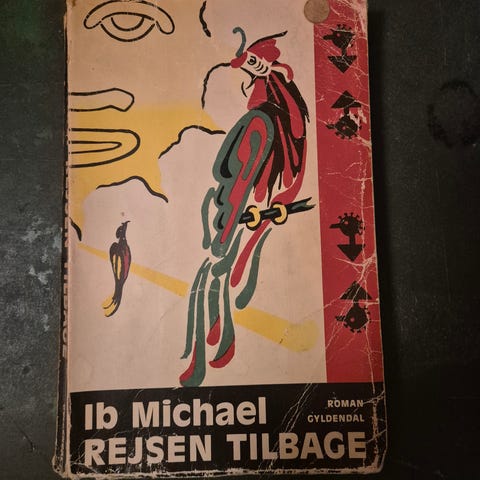 Ib Michael
ROMAN
GYLDENDAL
REJSEN TILBAGE